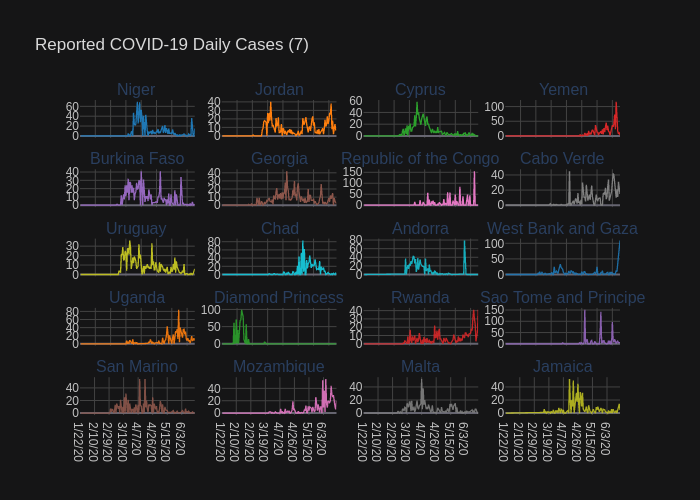 Reported COVID-19 Daily Cases (7)
Niger Jordan Cyprus Yemen
60 40 20 0 40 30 20 10 0 60 40 20 0 100 50 0
Burkina Faso Georgia Republic of the Congo Cabo Verde
40 30 20 10 0 40 30 20 10 0 150 100 50 0 40 20 0
Uruguay Chad Andorra West Bank and Gaza
30 20 10 0 80 60 40 20 0 80 60 40 20 0 100 50 0
Uganda Diamond Princess Rwanda Sao Tome and Principe
80 60 40 20 0 100 50 0 40 30 20 10 0 150 100 50 0
San Marino Mozambique Malta Jamaica
40 20 0 40 20 0 40 20 0 40 20 0
1/22/20 2/10/20 2/29/20 3/19/20 4/7/20 4/26/20 5/15/20 6/3/20 1/22/20 2/10/20 2/29/20 3/19/20 4/7/20 4/26/20 5/15/20 6/3/20 1/22/20 2/10/20 2/29/20 3/19/20 4/7/20 4/26/20 5/15/20 6/3/20 1/22/20 2/10/20 2/29/20 3/19/20 4/7/20 4/26/20 5/15/20 6/3/20